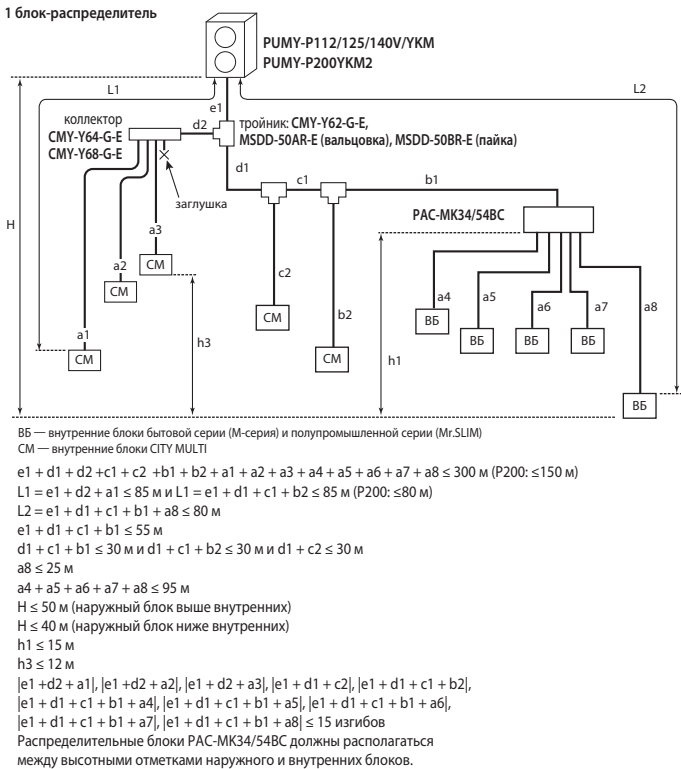 1 блок-распределитель
PUMY-P112/125/140V/YKM
PUMY-P200YKM2
L1
L2
e1
коллектор
CMY-Y64-G-E
CMY-Y68-G-E
d2
тройник: CMY-Y62-G-E,
MSDD-50AR-E (вальцовка), MSDD-50BR-E (пайка)
d1
c1
b1
заглушка
PAC-MK34/54BC
H
a3
СМ
a2
СМ
c2
СМ
b2
СМ
a1
СМ
h3
h1
a4
ВБ
a5
ВБ
a6
ВБ
a7
ВБ
a8
ВБ
ВБ — внутренние блоки бытовой серии (М-серия) и полупромышленной серии (Mr.SLIM)
СМ — внутренние блоки CITY MULTI
e1 + d1 + d2 +c1 + c2 +b1 + b2 + a1 + a2 + a3 + a4 + a5 + a6 + a7 + a8 ≤ 300 м (P200: ≤150 м)
L1 = e1 + d2 + a1 ≤ 85 м и L1 = e1 + d1 + c1 + b2 ≤ 85 м (P200: ≤80 м)
L2 = e1 + d1 + c1 + b1 + a8 ≤ 80 м
e1 + d1 + c1 + b1 ≤ 55 м
d1 + c1 + b1 ≤ 30 м и d1 + c1 + b2 ≤ 30 м и d1 + c2 ≤ 30 м
a8 ≤ 25 м
a4 + a5 + a6 + a7 + a8 ≤ 95 м
H ≤ 50 м (наружный блок выше внутренних)
H ≤ 40 м (наружный блок ниже внутренних)
h1 ≤ 15 м
h3 ≤ 12 м
|e1 +d2 + a1|, |e1 +d2 + a2|, |e1 + d2 + a3|, |e1 + d1 + c2|, |e1 + d1 + c1 + b2|,
|e1 + d1 + c1 + b1 + a4|, |e1 + d1 + c1 + b1 + a5|, |e1 + d1 + c1 + b1 + a6|,
|e1 + d1 + c1 + b1 + a7|, |e1 + d1 + c1 + b1 + a8| ≤ 15 изгибов
Распределительные блоки PAC-MK34/54BC должны располагаться
между высотными отметками наружного и внутренних блоков.